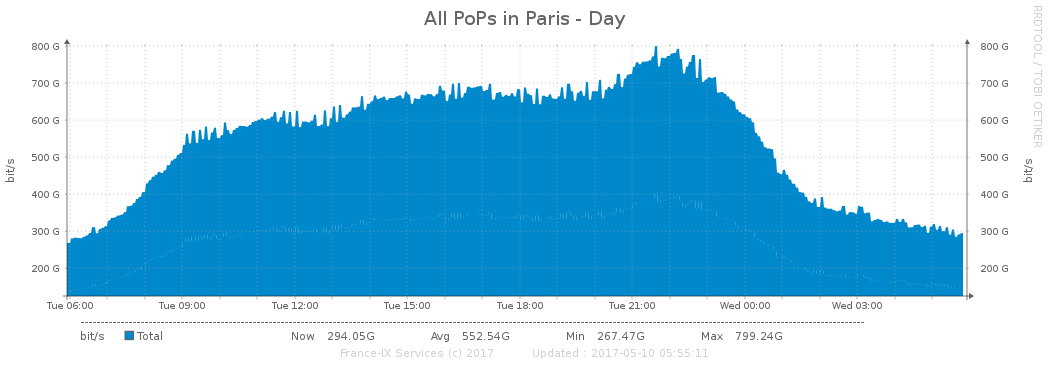 All PoPs in Paris - Day
RRDTOOL / TOBI OETIKER
800 G 800 G
700 G 700 G
600 G 600 G
500 G 500 G
400 G 400 G
300 G 300 G
200 G 200 G
bit/s bit/s
Tue 06:00 Tue 09:00 Tue 12:00 Tue 15:00 Tue 18:00 Tue 21:00 Wed 00:00 Wed 03:00
bit/s Total Now 294.05G Avg 552.54G Min 267.47G Max 799.24G
France-IX Services (c) 2017 Updated : 2017-05-10 05:55:11